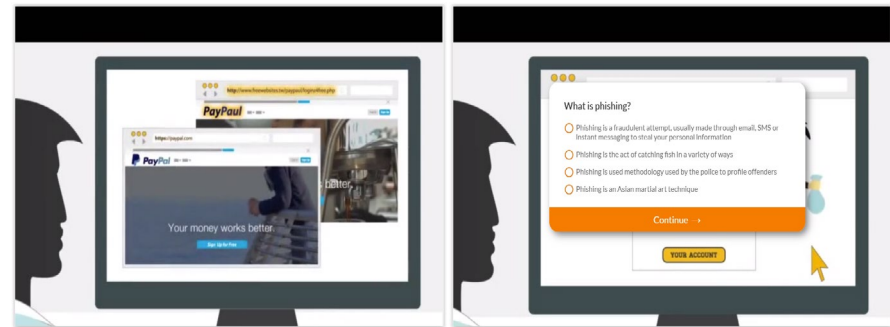 http://www.freewebsites.tw/paypaul/loginoffree.php
PayPaul
better.
https://paypal.com
PayPal
Your money works better.
Sign Up for Free
What is phishing?
Phishing is a fraudulent attempt, usually made through email, SMS or
instant messaging to steal your personal information
Phishing is the act of catching fish in a variety of ways
Phishing is used methodology used by the police to profile offenders
Phishing is an Asian martial art technique
Continue
YOUR ACCOUNT